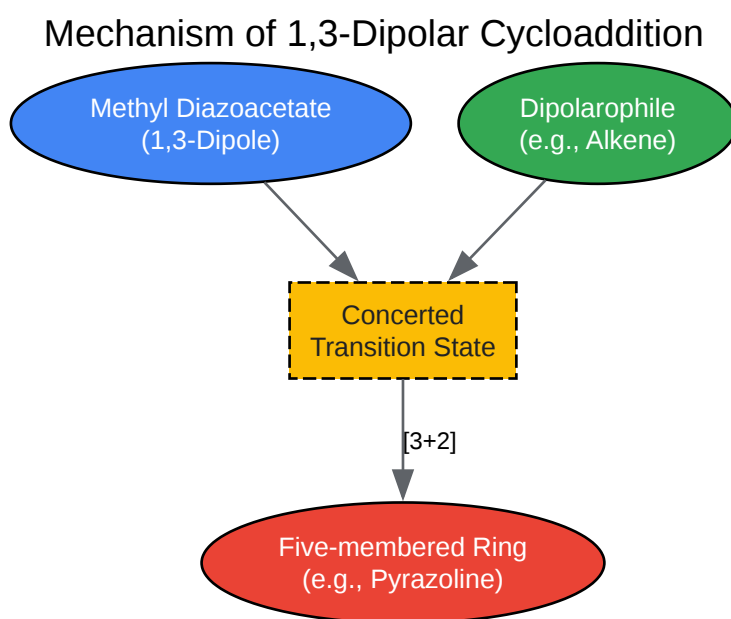 Mechanism of 1,3-Dipolar Cycloaddition
Methyl Diazoacetate
(1,3-Dipole)
Dipolarophile
(e.g., Alkene)
Concerted
Transition State
[3+2]
Five-membered Ring
(e.g., Pyrazoline)